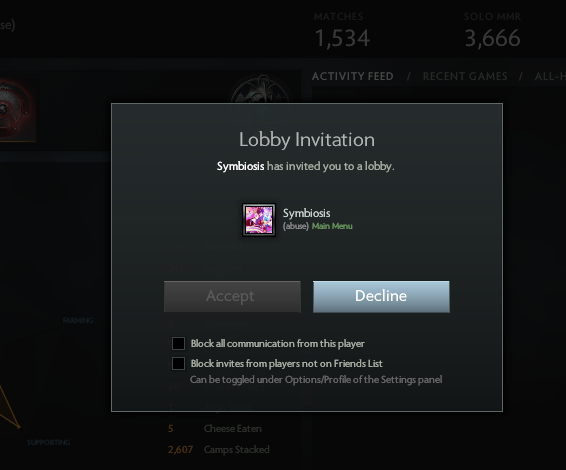 se)
MATCHES
SOLO MMR
1,534
3,666
ACTIVITY FEED / RECENT GAMES / ALL-H
Lobby Invitation
Symbiosis has invited you to a lobby.
Symbiosis
(abuse) Main Menu
Accept
Decline
FARMING
Block all communication from this player
Block invites from players not on Friends List
Can be toggled under Options/Profile of the Settings panel
5 Cheese Eaten
SUPPORTING
2,607 Camps Stacked